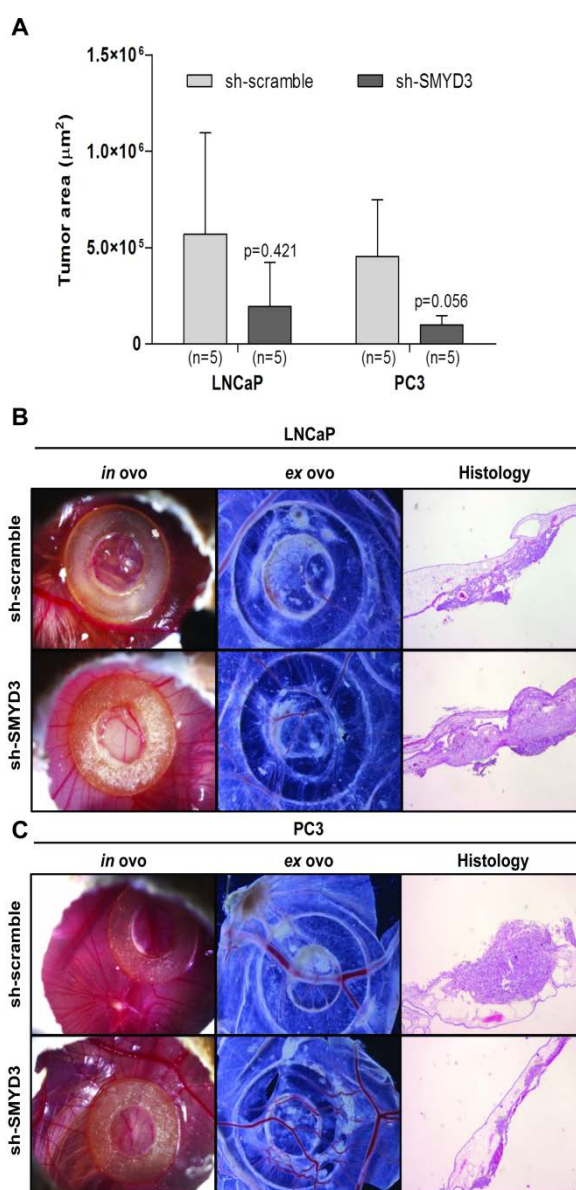 A
1.5×10⁶
sh-scramble
sh-SMYD3
1.0×10⁶
Tumor area (μm²)
5.0×10⁵
p=0.421
p=0.056
0
(n=5) (n=5) (n=5) (n=5)
LNCaP PC3
B
LNCaP
in ovo ex ovo Histology
sh-scramble
sh-SMYD3
C
PC3
in ovo ex ovo Histology
sh-scramble
sh-SMYD3